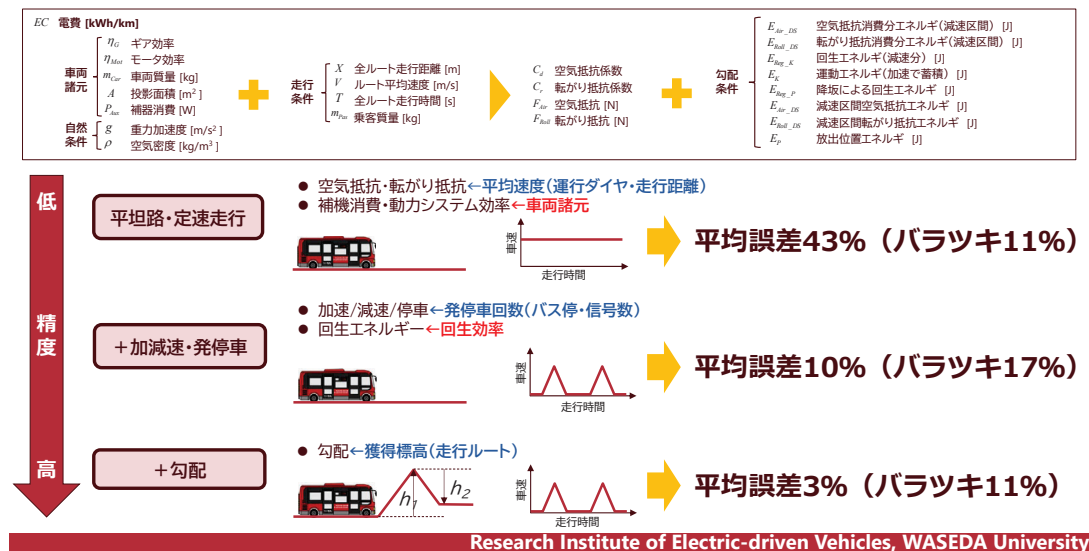 EC 電費 [kWh/km]
車両諸元
η_G ギア効率
η_Mot モータ効率
m_Car 車両質量 [kg]
A 投影面積 [m²]
P_Aux 補器消費 [W]
自然条件
g 重力加速度 [m/s²]
ρ 空気密度 [kg/m³]
走行条件
X 全ルート走行距離 [m]
V ルート平均速度 [m/s]
T 全ルート走行時間 [s]
m_Pas 乗客質量 [kg]
C_d 空気抵抗係数
C_r 転がり抵抗係数
F_Air 空気抵抗 [N]
F_Roll 転がり抵抗 [N]
勾配条件
E_Air_DS 空気抵抗消費分エネルギ(減速区間) [J]
E_Roll_DS 転がり抵抗消費分エネルギ(減速区間) [J]
E_Reg_K 回生エネルギ(減速分) [J]
E_K 運動エネルギ(加速で蓄積) [J]
E_Reg_P 降坂による回生エネルギ [J]
E_Air_DS 減速区間空気抵抗エネルギ [J]
E_Roll_DS 減速区間転がり抵抗エネルギ [J]
E_P 放出位置エネルギ [J]
低
精度
高
平坦路・定速走行
● 空気抵抗・転がり抵抗←平均速度(運行ダイヤ・走行距離)
● 補機消費・動力システム効率←車両諸元
車速
走行時間
平均誤差43%（バラツキ11%）
＋加減速・発停車
● 加速/減速/停車←発停車回数(バス停・信号数)
● 回生エネルギー←回生効率
車速
走行時間
平均誤差10%（バラツキ17%）
＋勾配
● 勾配←獲得標高(走行ルート)
h₁
h₂
車速
走行時間
平均誤差3%（バラツキ11%）
Research Institute of Electric-driven Vehicles, WASEDA University